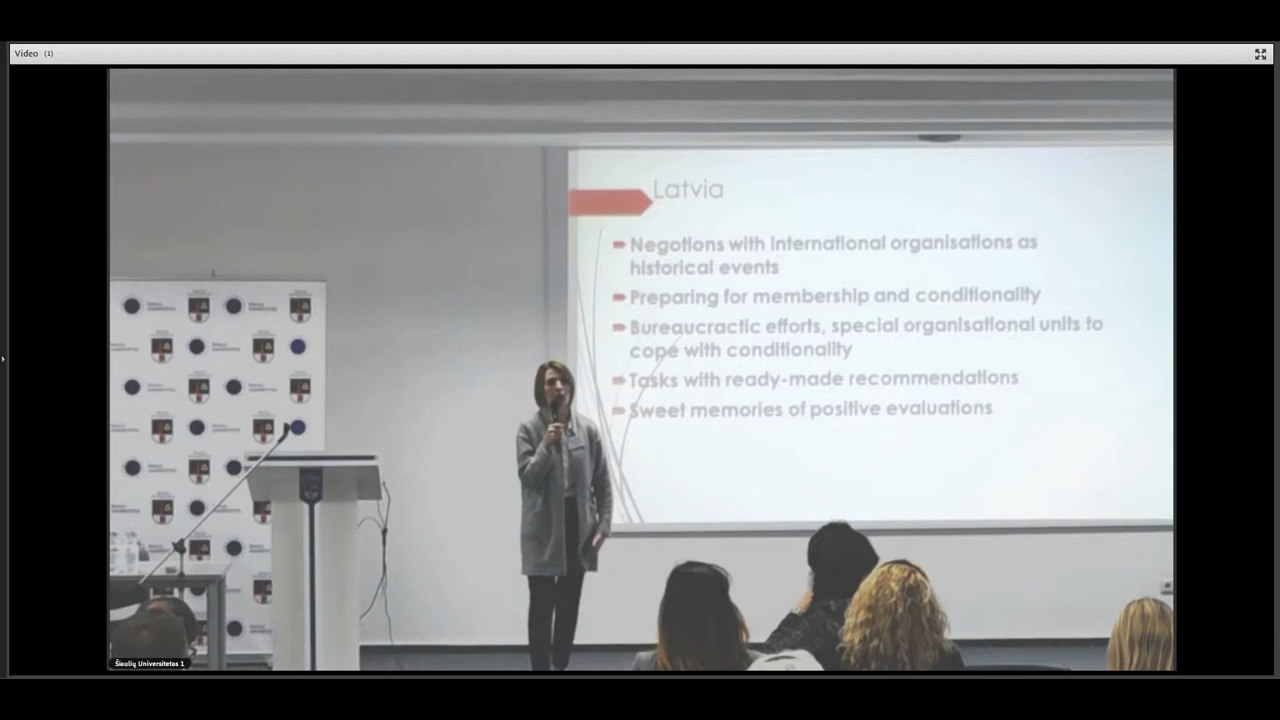 Video (1)
Latvia
Negotions with international organisations as
historical events
Preparing for membership and conditionality
Bureaucractic efforts, special organisational units to
cope with conditionality
Tasks with ready-made recommendations
Sweet memories of positive evaluations
Šiaulių Universitetas 1